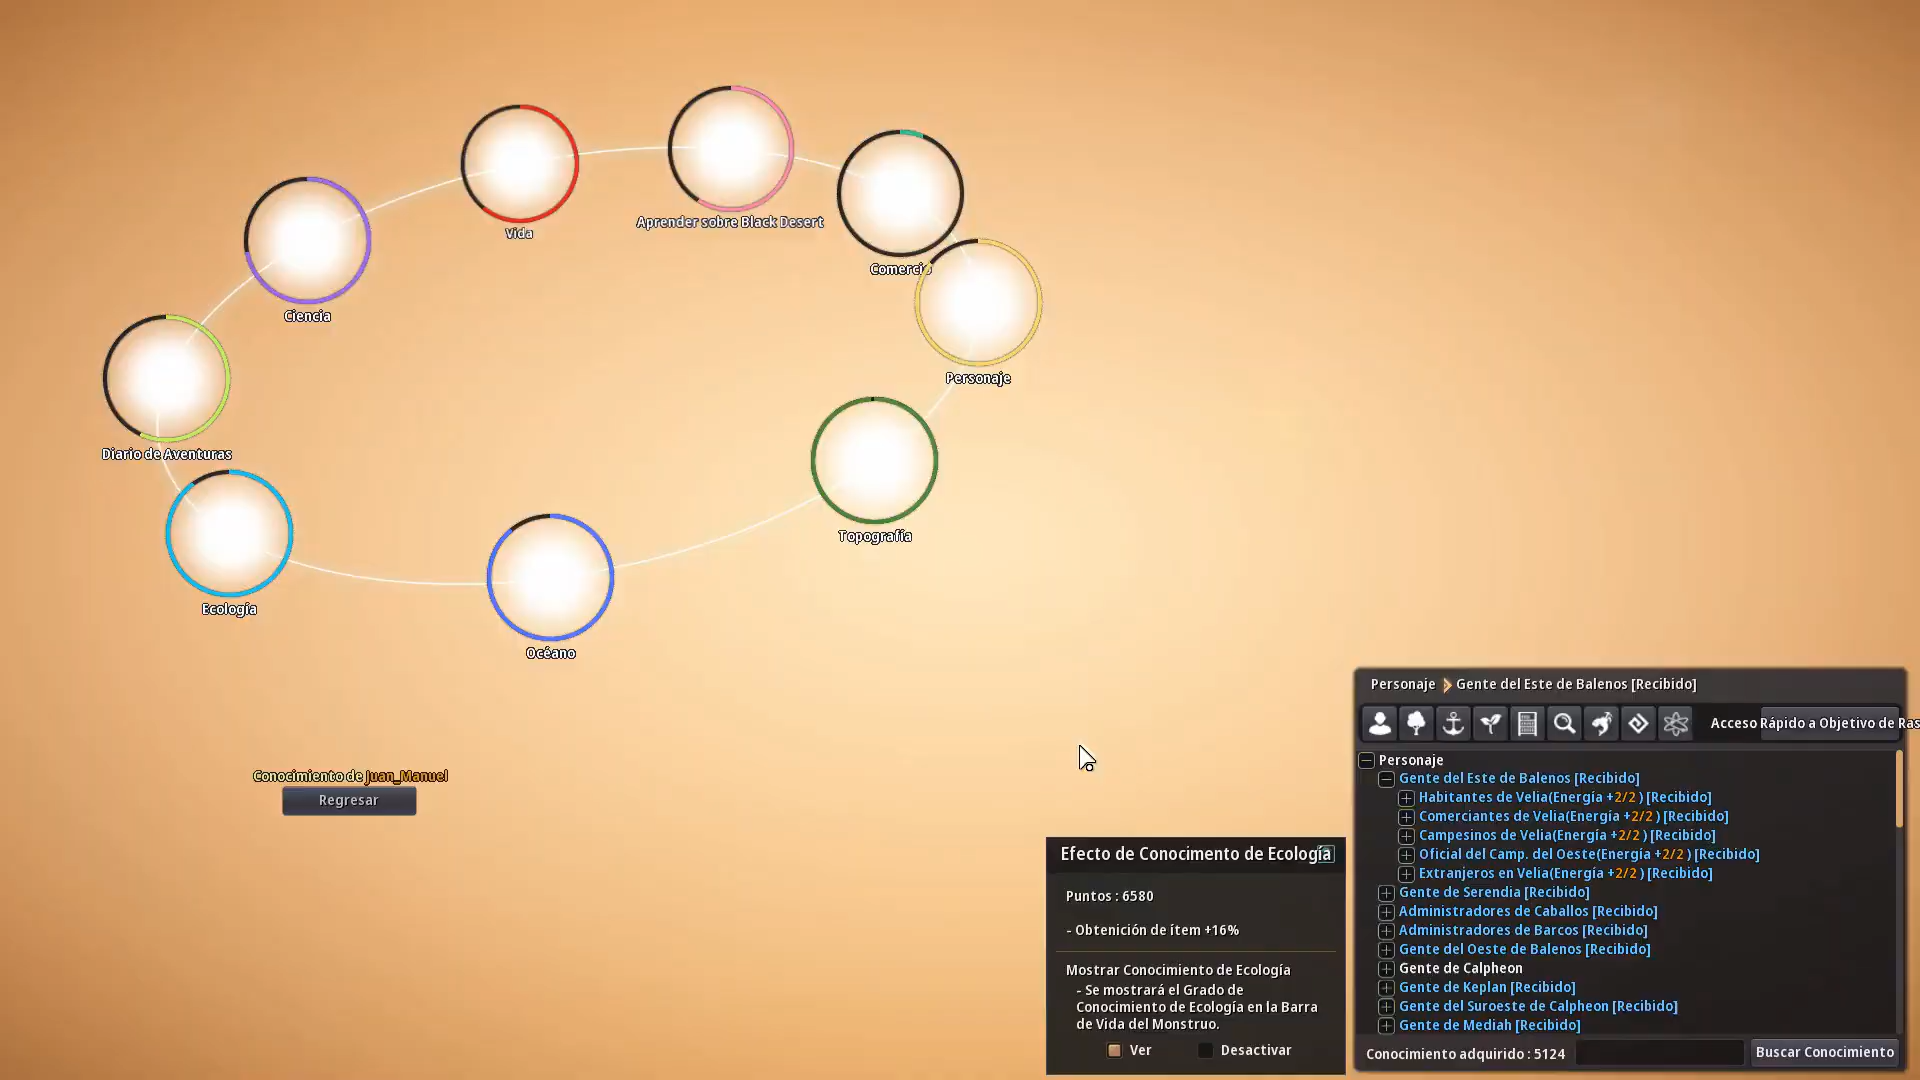 Vida
Aprender sobre Black Desert
Comercio
Ciencia
Personaje
Diario de Aventuras
Topografía
Ecología
Océano
Conocimiento de Juan_Manuel
Regresar
Efecto de Conocimento de Ecología
Puntos : 6580
- Obtenición de ítem +16%
Mostrar Conocimiento de Ecología
- Se mostrará el Grado de
Conocimiento de Ecología en la Barra
de Vida del Monstruo.
Ver
Desactivar
Personaje
Gente del Este de Balenos [Recibido]
Acceso Rápido a Objetivo de Ras
Personaje
Gente del Este de Balenos [Recibido]
Habitantes de Velia(Energía +2/2 ) [Recibido]
Comerciantes de Velia(Energía +2/2 ) [Recibido]
Campesinos de Velia(Energía +2/2 ) [Recibido]
Oficial del Camp. del Oeste(Energía +2/2 ) [Recibido]
Extranjeros en Velia(Energía +2/2 ) [Recibido]
Gente de Serendia [Recibido]
Administradores de Caballos [Recibido]
Administradores de Barcos [Recibido]
Gente del Oeste de Balenos [Recibido]
Gente de Calpheon
Gente de Keplan [Recibido]
Gente del Suroeste de Calpheon [Recibido]
Gente de Mediah [Recibido]
Conocimiento adquirido : 5124
Buscar Conocimiento